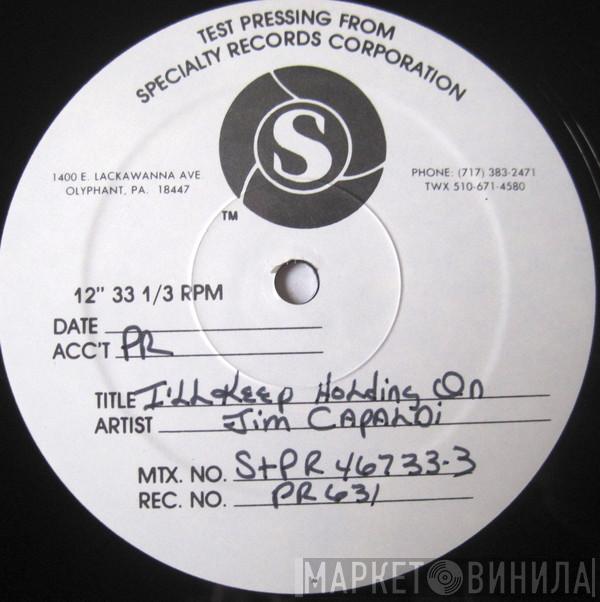 TEST PRESSING FROM
SPECIALTY RECORDS CORPORATION
S
1400 E. LACKAWANNA AVE
OLYPHANT, PA. 18447
PHONE: (717) 383-2471
TWX 510-671-4580
TM
12" 33 1/3 RPM
DATE
ACC'T PR
TITLE I'LL KEEP HOLDING ON
ARTIST JIM CAPALDI
MTX. NO. StPR 46733-3
REC. NO. PR 631
МАРКЕТ ВИНИЛА